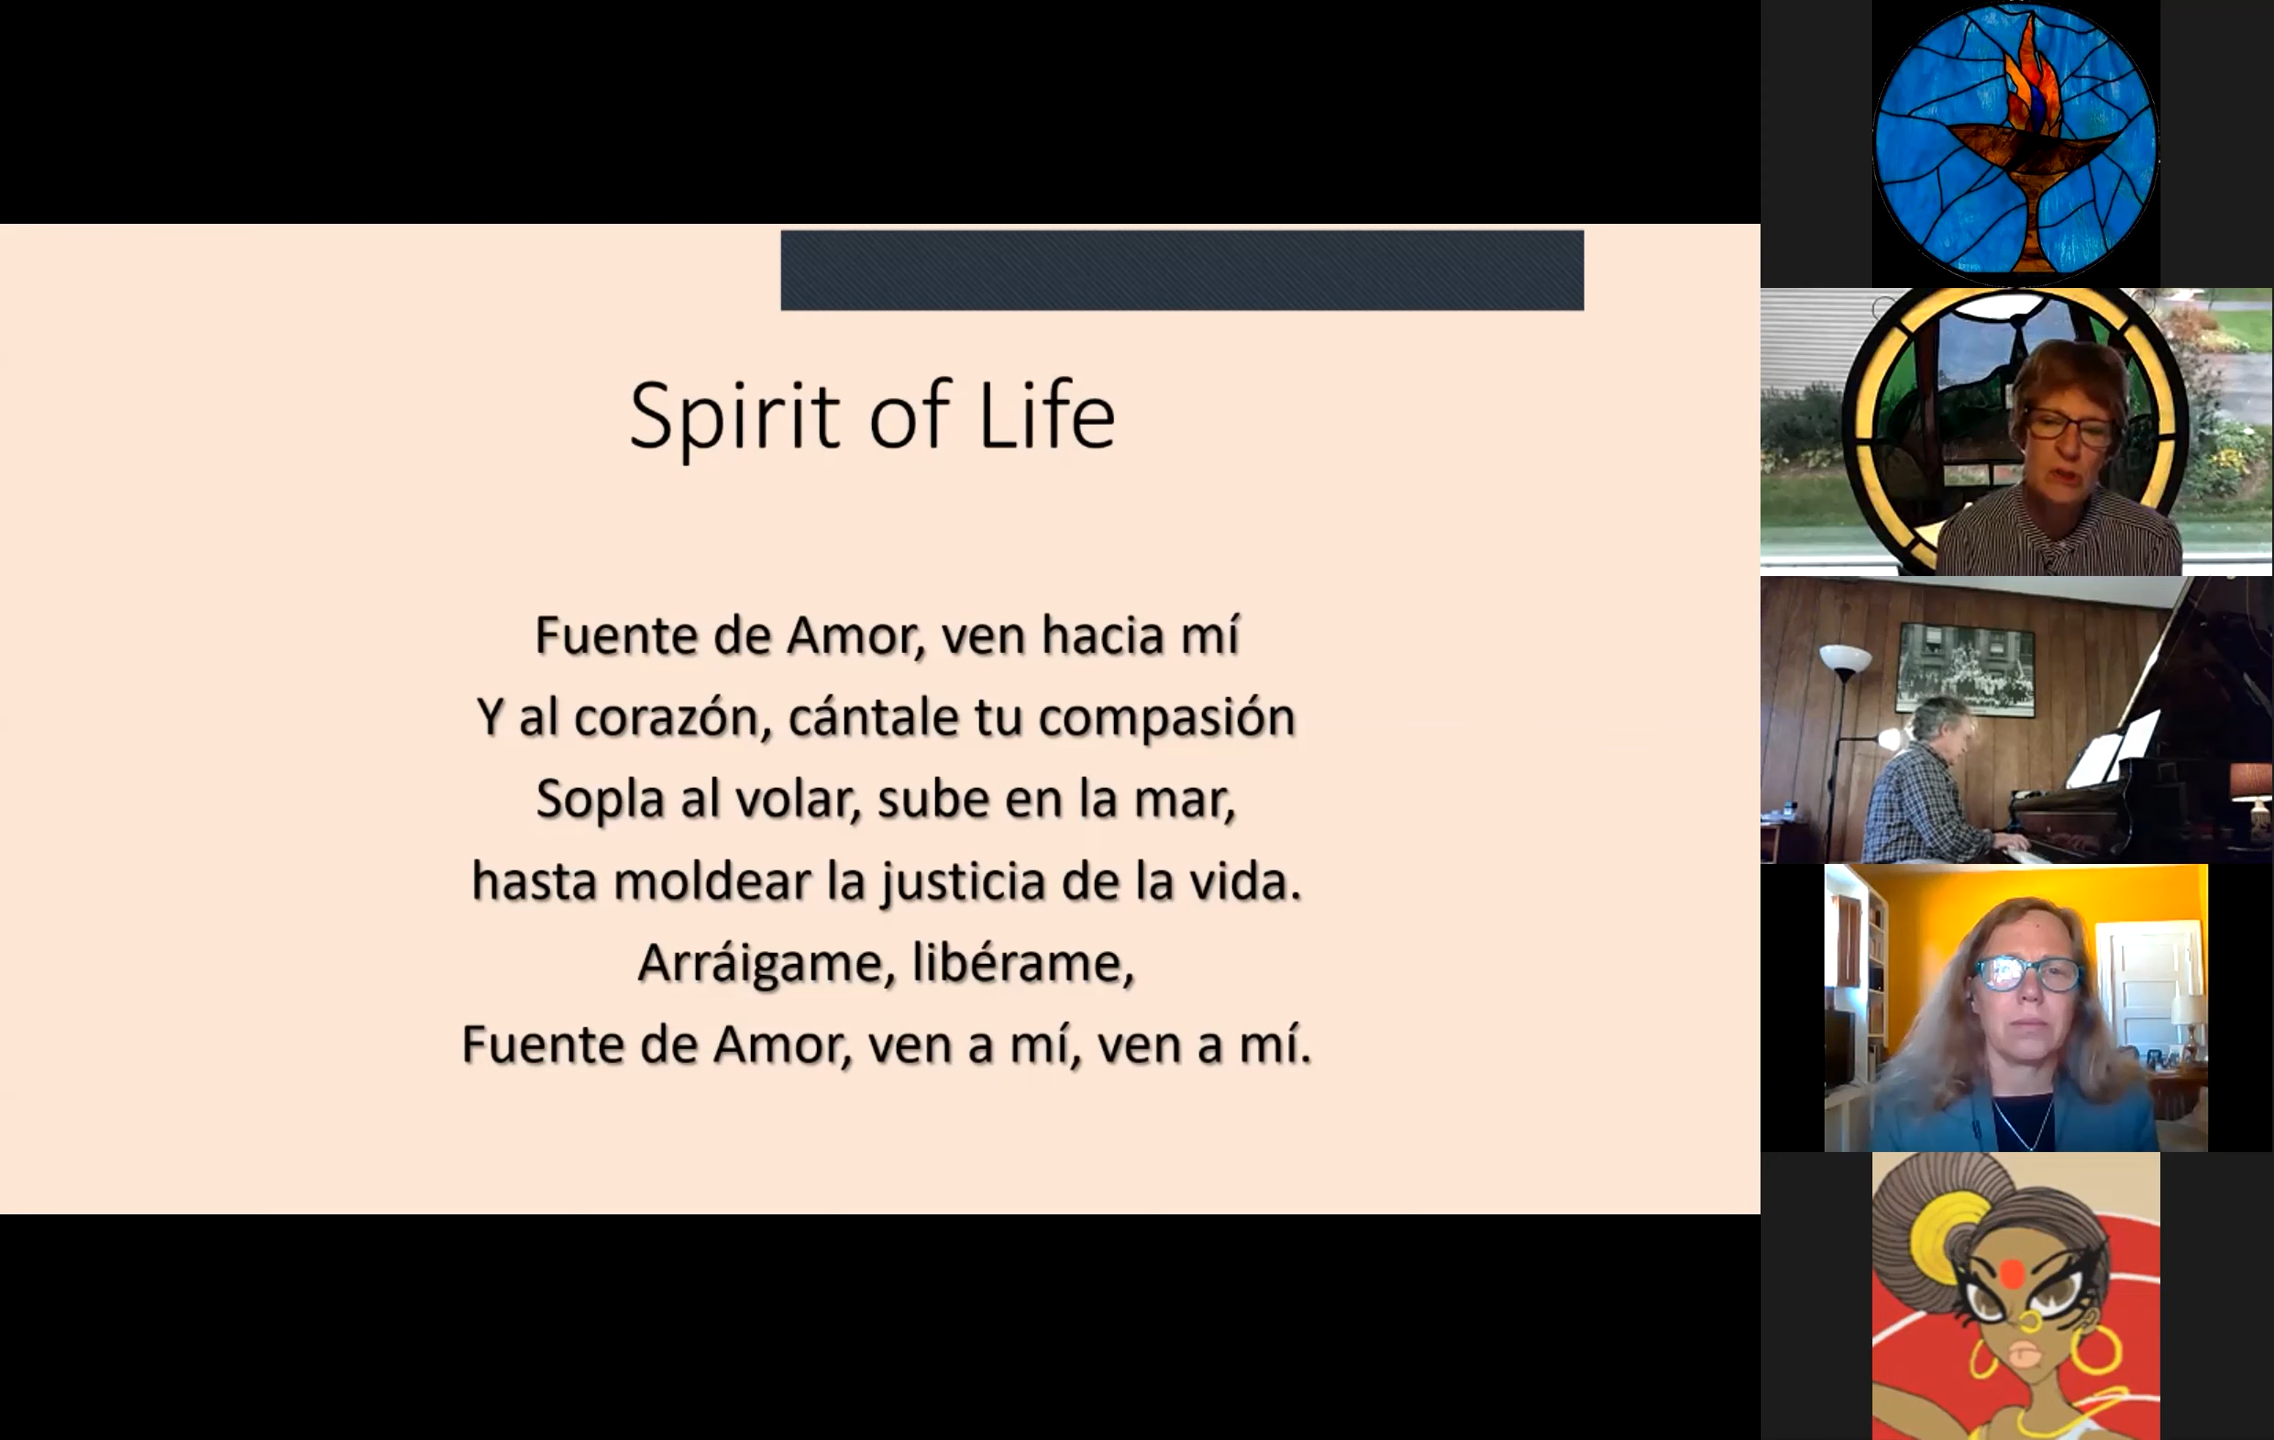 Spirit of Life
Fuente de Amor, ven hacia mí
Y al corazón, cántale tu compasión
Sopla al volar, sube en la mar,
hasta moldear la justicia de la vida.
Arráigame, libérame,
Fuente de Amor, ven a mí, ven a mí.